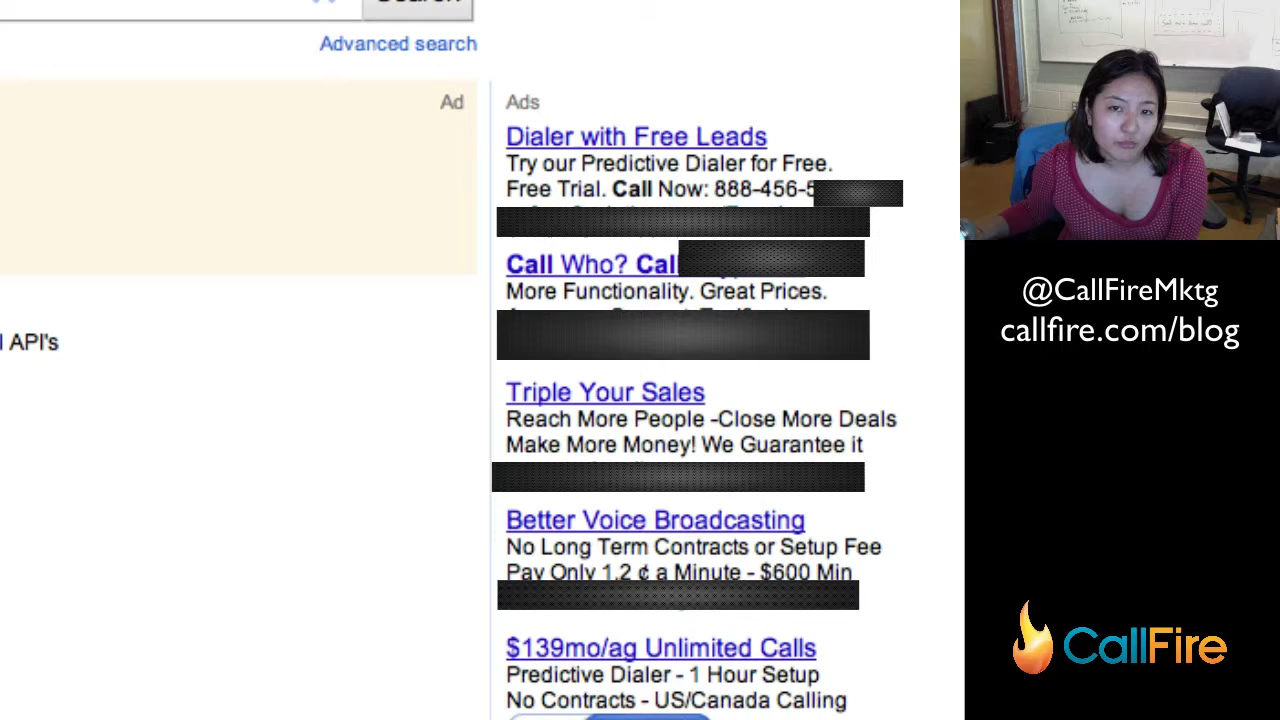 Search
Advanced search
Ad
Ads
Dialer with Free Leads
Try our Predictive Dialer for Free.
Free Trial. Call Now: 888-456-5
Call Who? Call
More Functionality. Great Prices.
API's
Triple Your Sales
Reach More People -Close More Deals
Make More Money! We Guarantee it
Better Voice Broadcasting
No Long Term Contracts or Setup Fee
Pay Only 1.2 ¢ a Minute - $600 Min
$139mo/ag Unlimited Calls
Predictive Dialer - 1 Hour Setup
No Contracts - US/Canada Calling
@CallFireMktg
callfire.com/blog
CallFire